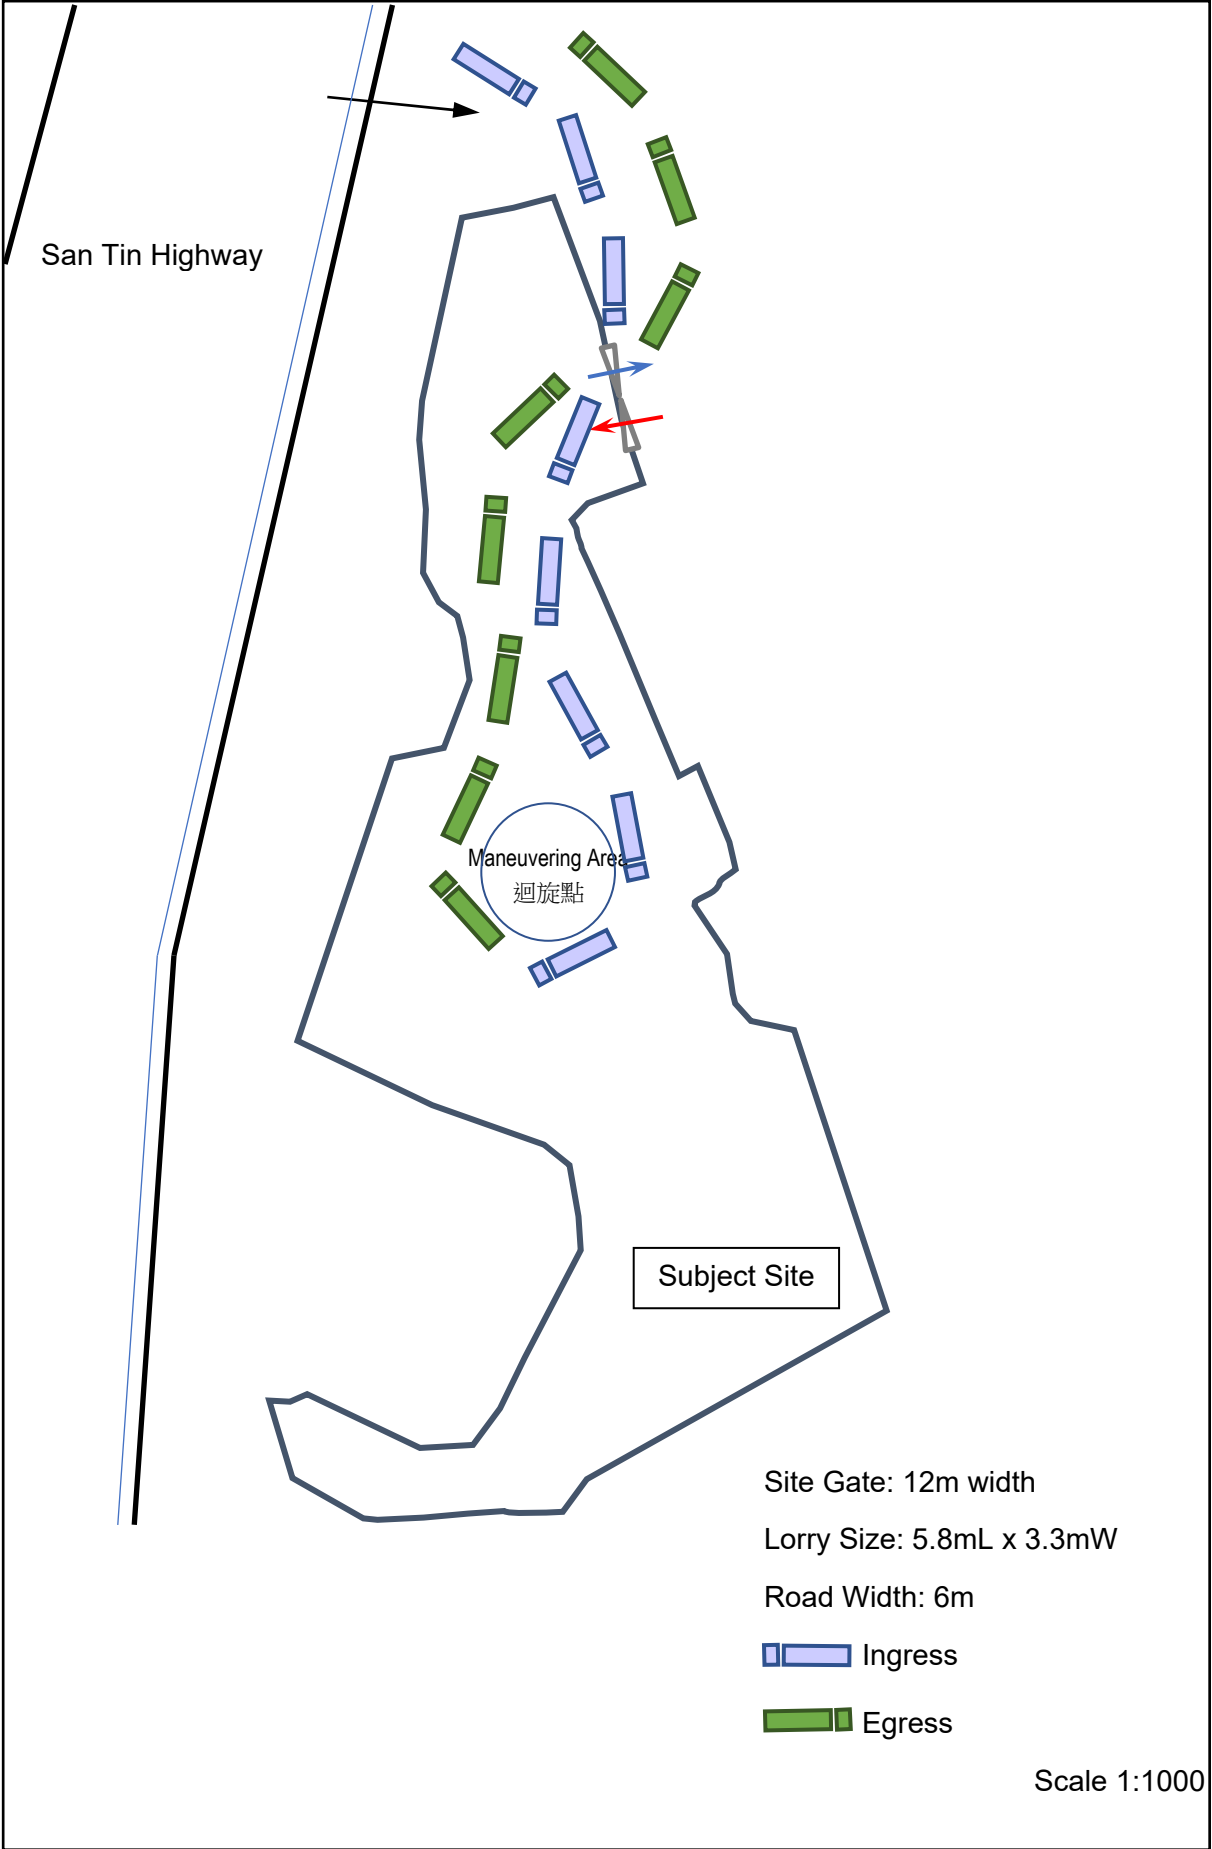 San Tin Highway
Maneuvering Area
迴旋點
Subject Site
Site Gate: 12m width
Lorry Size: 5.8mL x 3.3mW
Road Width: 6m
Ingress
Egress
Scale 1:1000